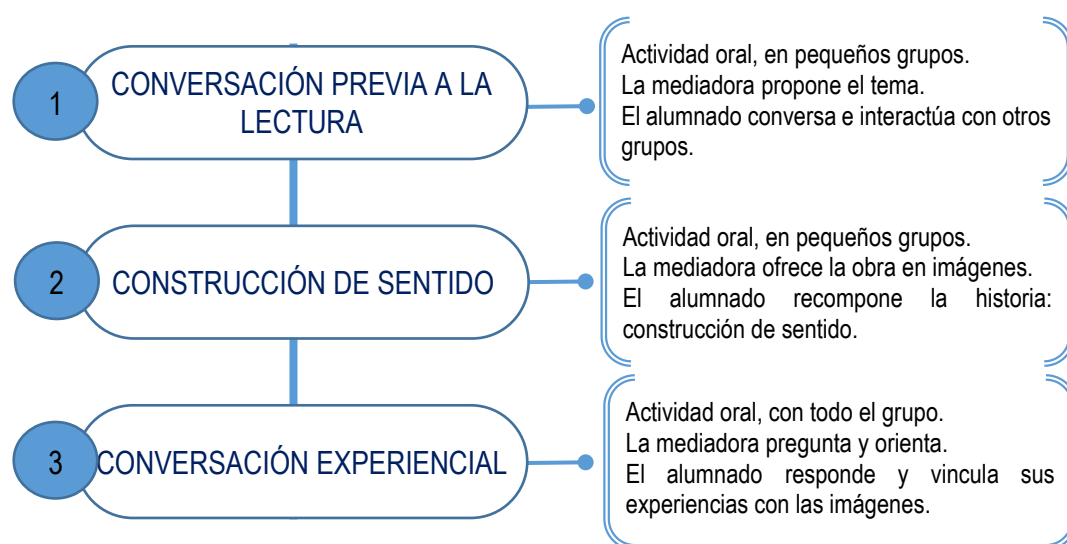 1
CONVERSACIÓN PREVIA A LA
LECTURA
Actividad oral, en pequeños grupos.
La mediadora propone el tema.
El alumnado conversa e interactúa con otros
grupos.
2
CONSTRUCCIÓN DE SENTIDO
Actividad oral, en pequeños grupos.
La mediadora ofrece la obra en imágenes.
El alumnado recompone la historia:
construcción de sentido.
3
CONVERSACIÓN EXPERIENCIAL
Actividad oral, con todo el grupo.
La mediadora pregunta y orienta.
El alumnado responde y vincula sus
experiencias con las imágenes.